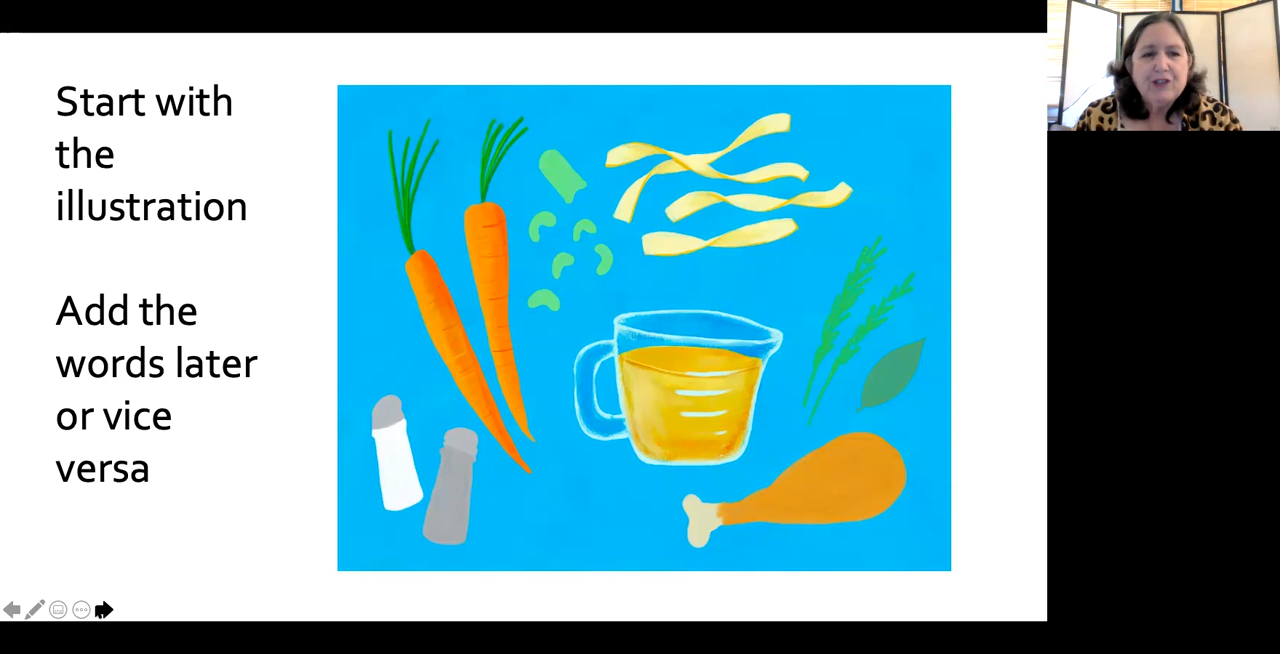 Start with
the
illustration
Add the
words later
or vice
versa